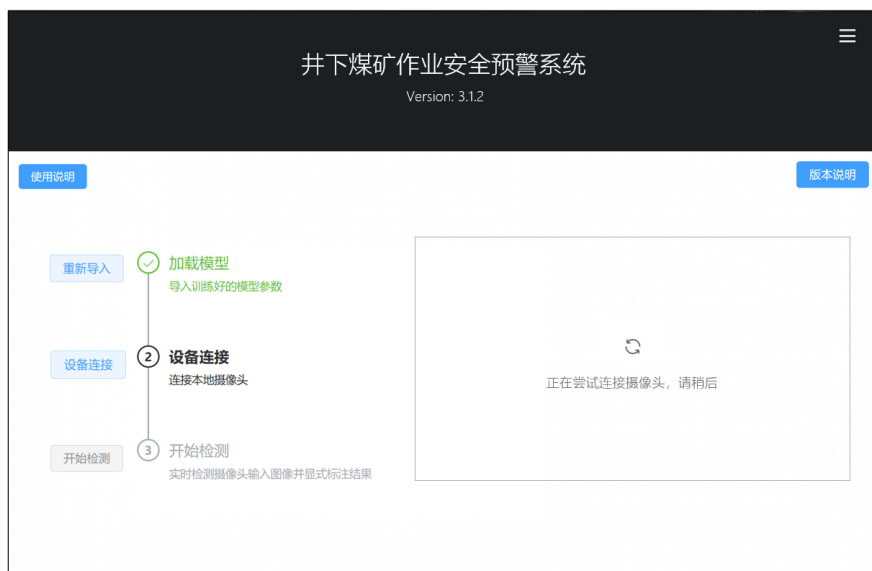 井下煤矿作业安全预警系统
Version: 3.1.2
使用说明
版本说明
重新导入
加载模型
导入训练好的模型参数
设备连接
2
设备连接
连接本地摄像头
正在尝试连接摄像头，请稍后
开始检测
3
开始检测
实时检测摄像头输入图像并显式标注结果